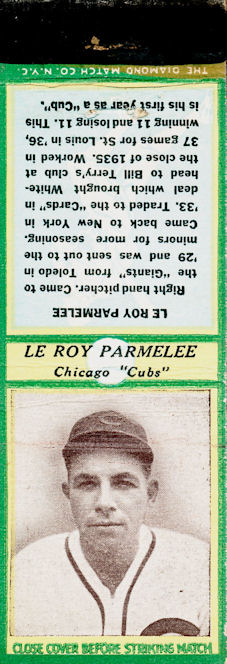 THE DIAMOND MATCH CO. N.Y.C.
LE ROY PARMELEE
Right hand pitcher. Came to
the "Giants" from Toledo in
'29 and was sent out to the
minors for more seasoning.
Came back to New York in
'33. Traded to the "Cards" in
deal which brought White-
head to Bill Terry's club at
the close of 1935. Worked in
37 games for St. Louis in '36,
winning 11 and losing 11. This
is his first year as a "Cub".
LE ROY PARMELEE
Chicago "Cubs"
CLOSE COVER BEFORE STRIKING MATCH